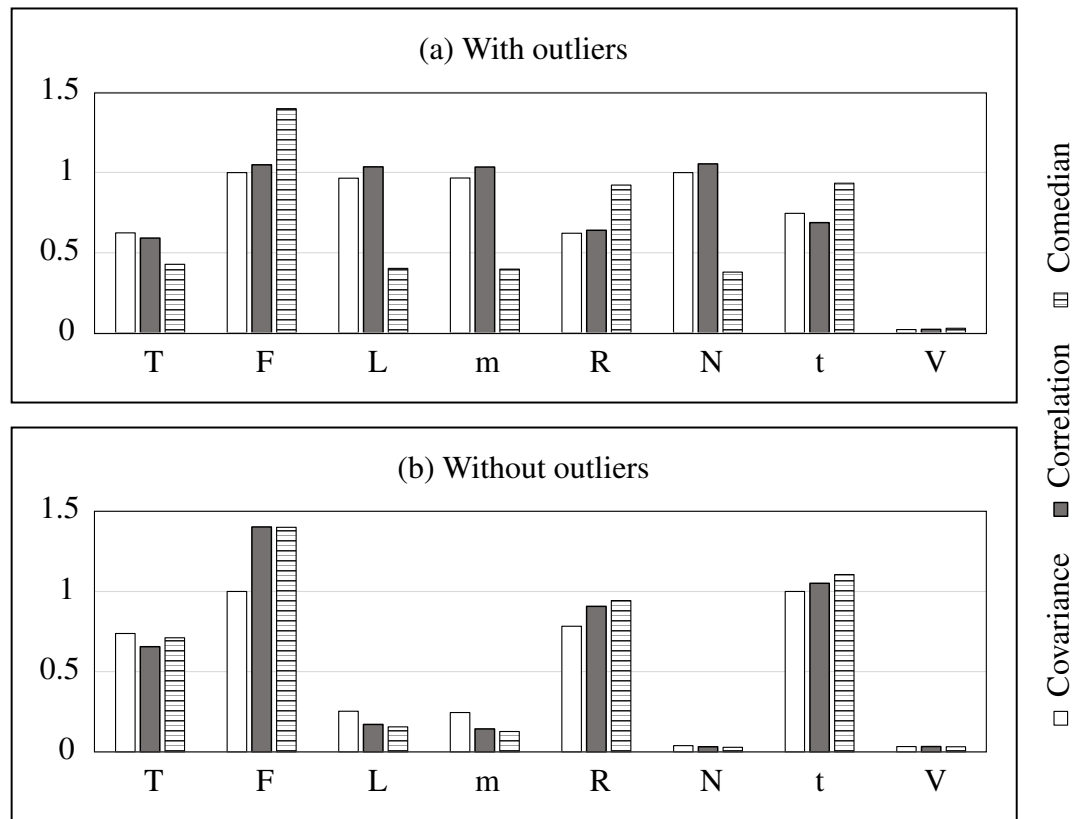 (a) With outliers
1.5
1
0.5
0
T F L m R N t V
(b) Without outliers
1.5
1
0.5
0
T F L m R N t V
Covariance Correlation Comedian